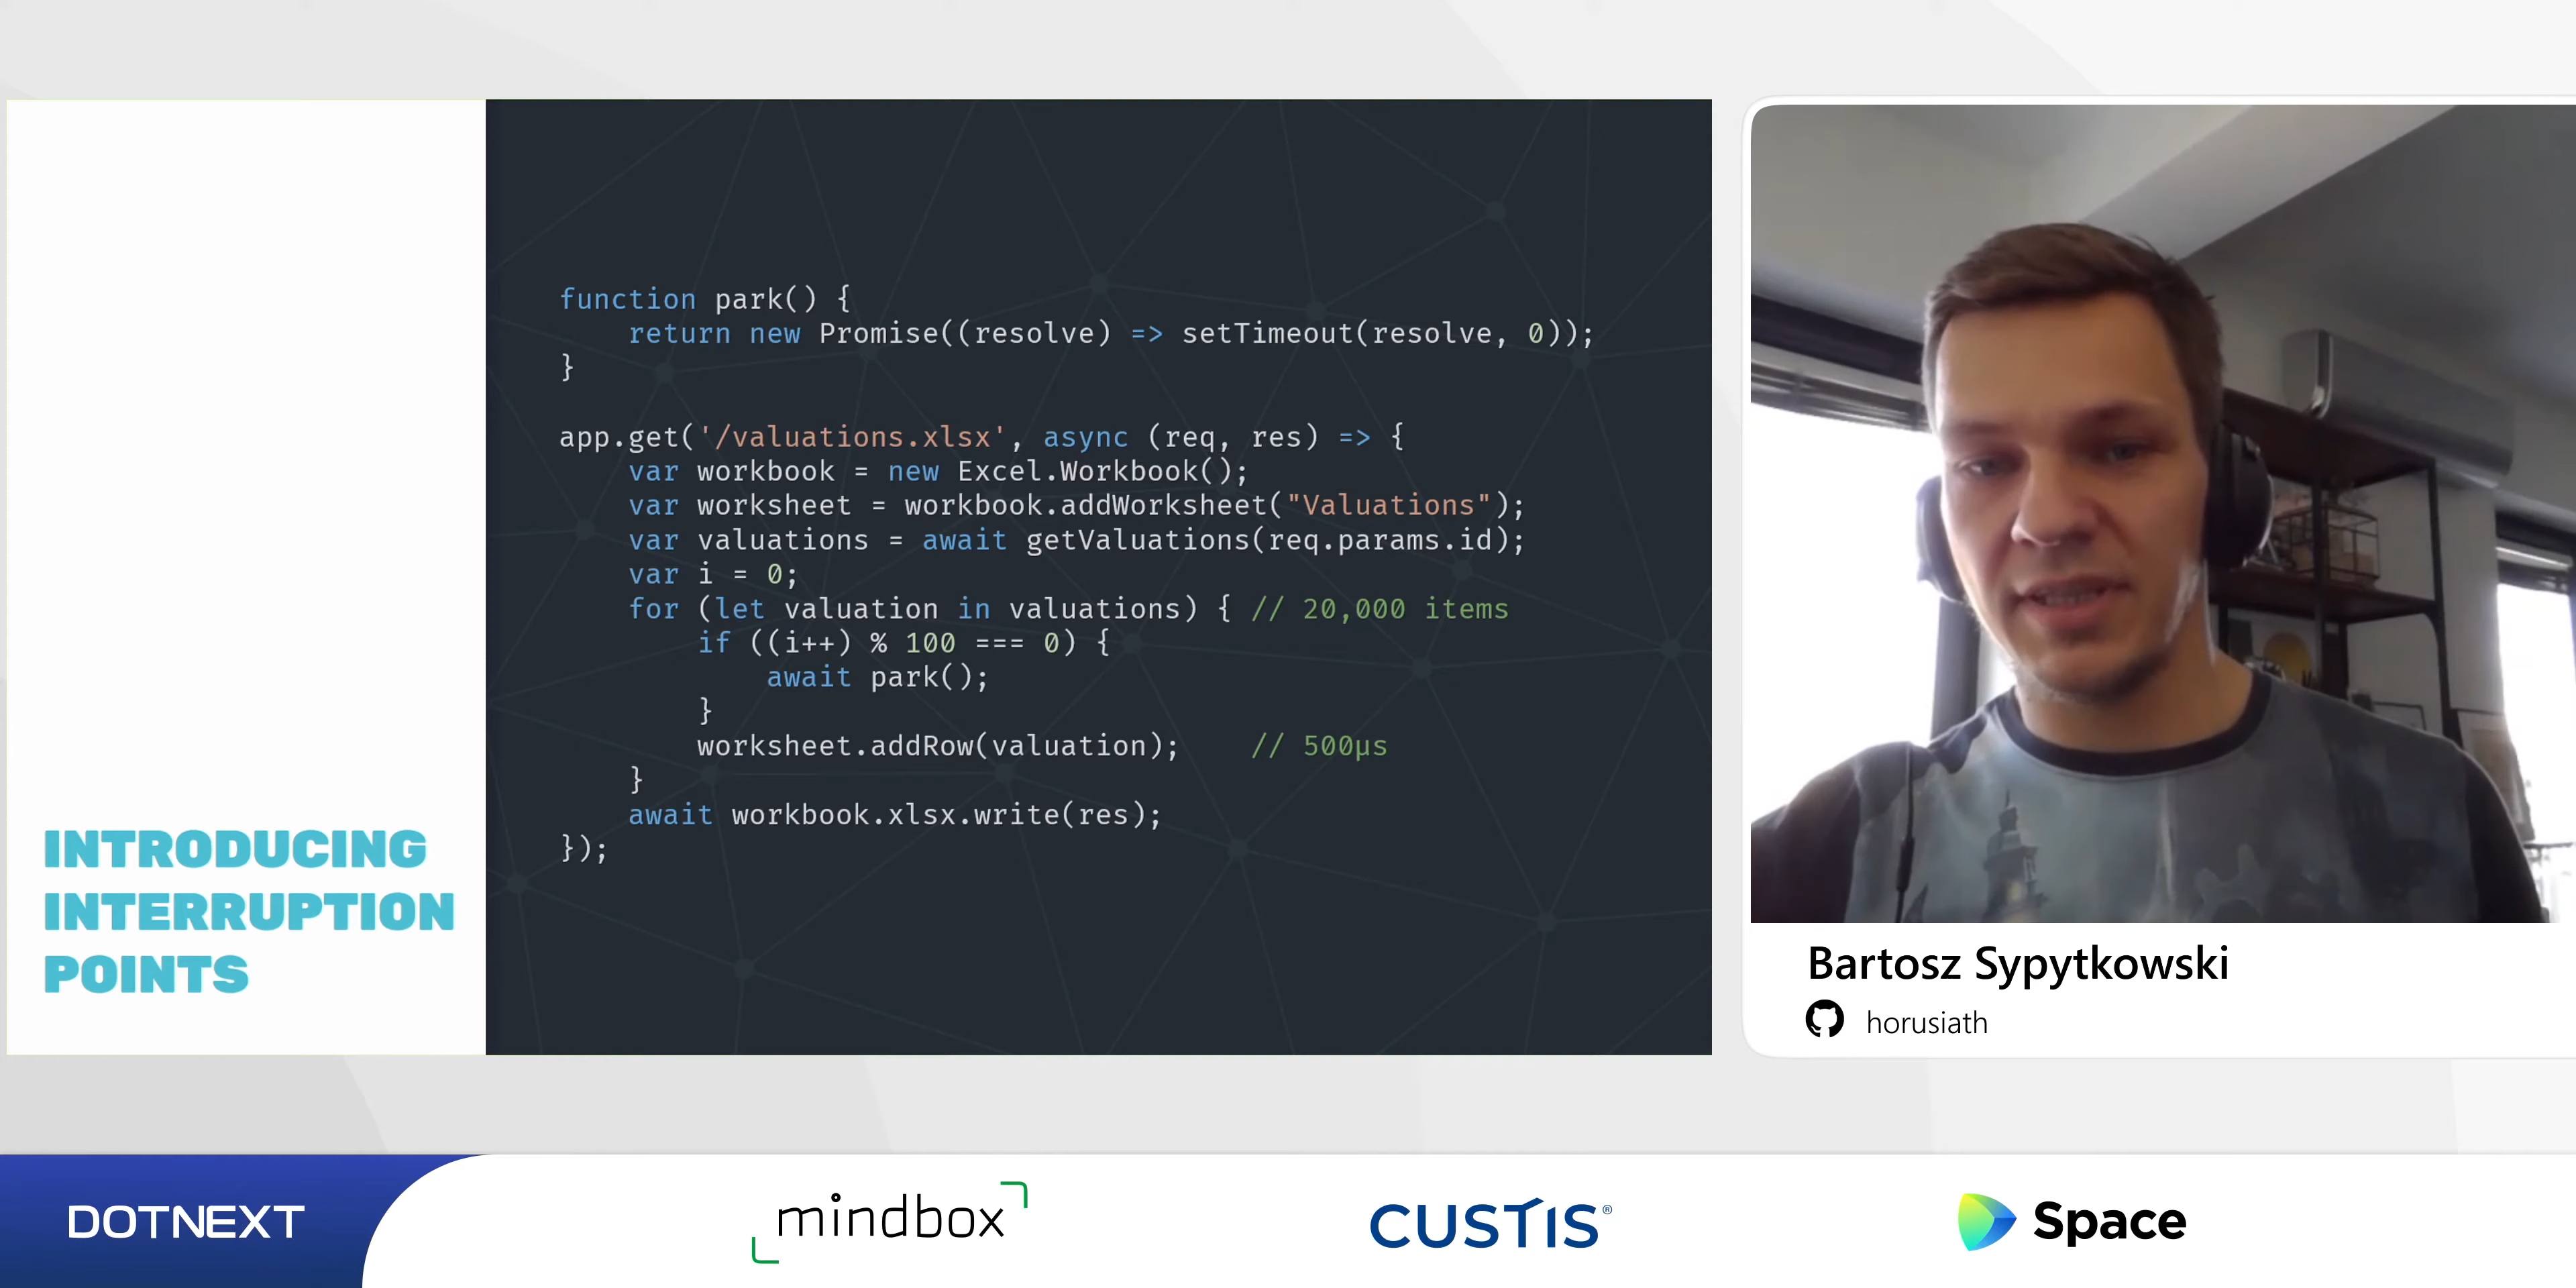 INTRODUCING
INTERRUPTION
POINTS
function park() {
    return new Promise((resolve) => setTimeout(resolve, 0));
}

app.get('/valuations.xlsx', async (req, res) => {
    var workbook = new Excel.Workbook();
    var worksheet = workbook.addWorksheet("Valuations");
    var valuations = await getValuations(req.params.id);
    var i = 0;
    for (let valuation in valuations) { // 20,000 items
        if ((i++) % 100 === 0) {
            await park();
        }
        worksheet.addRow(valuation);    // 500µs
    }
    await workbook.xlsx.write(res);
});
Bartosz Sypytkowski
horusiath
DOTNEXT
mindbox
CUSTIS®
Space